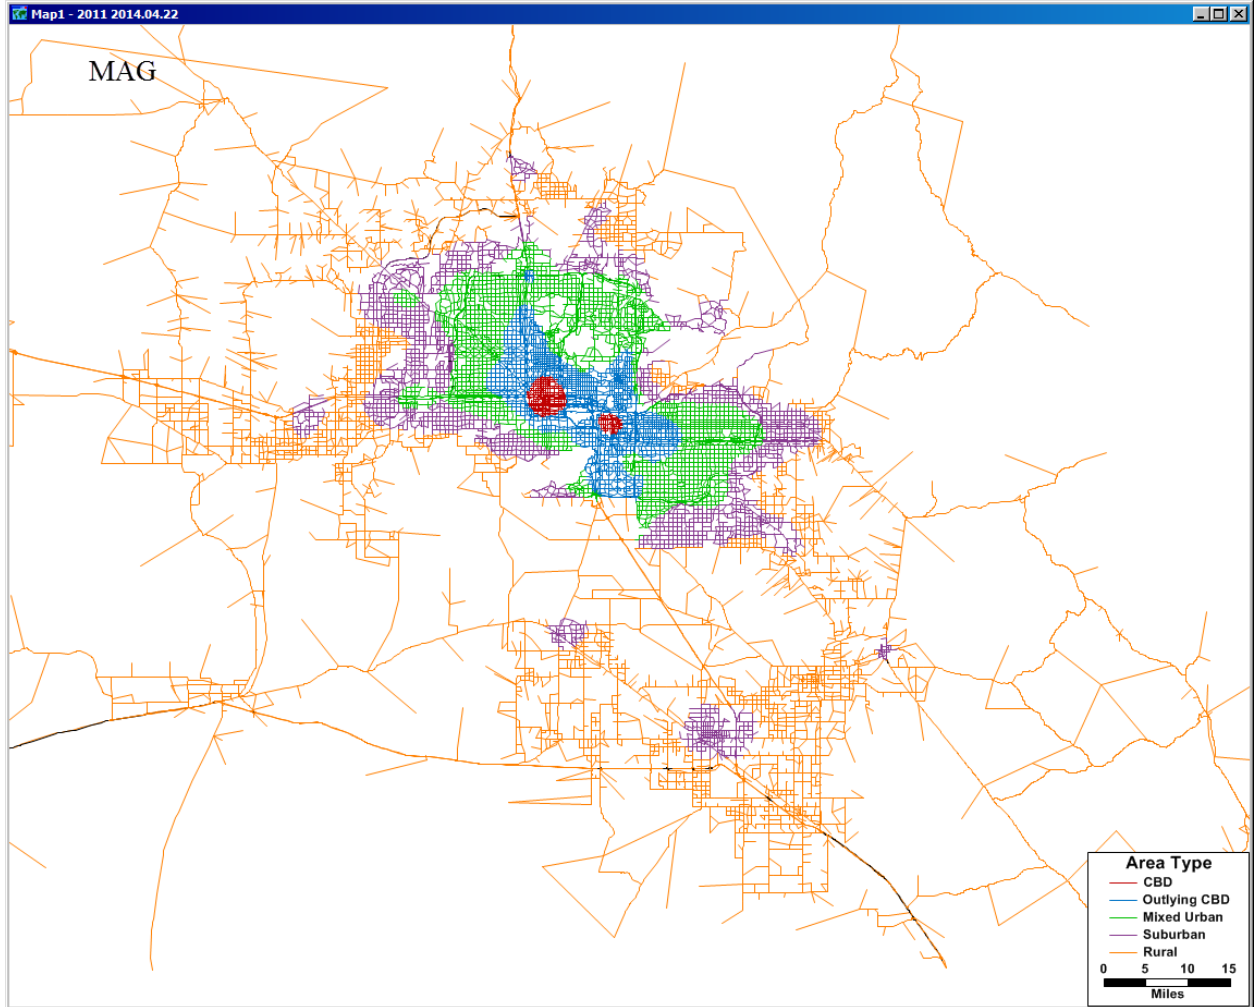 Map1 - 2011 2014.04.22
MAG
Area Type
CBD
Outlying CBD
Mixed Urban
Suburban
Rural
0 5 10 15
Miles